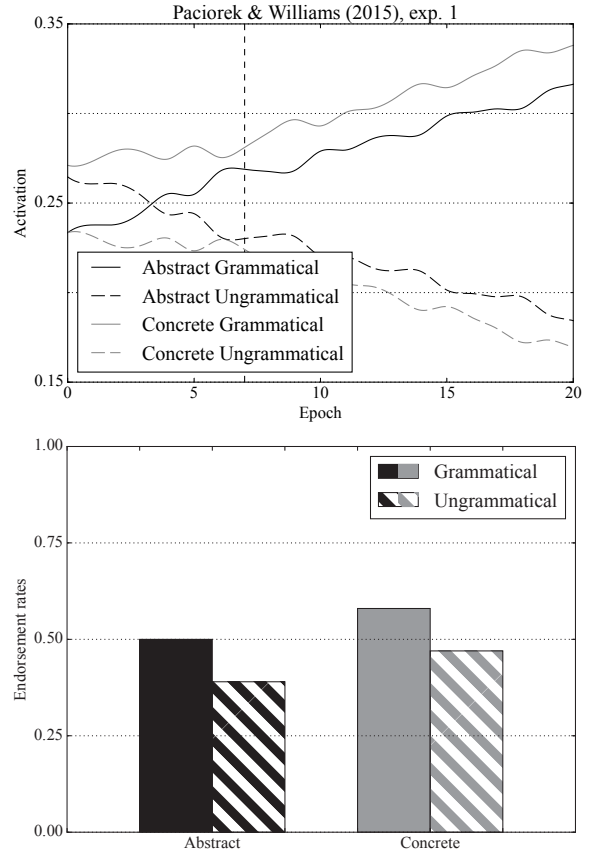 Paciorek & Williams (2015), exp. 1
0.35
0.25
0.15
Activation
Abstract Grammatical
Abstract Ungrammatical
Concrete Grammatical
Concrete Ungrammatical
0 5 10 15 20
Epoch
1.00
0.75
0.50
0.25
0.00
Endorsement rates
Grammatical
Ungrammatical
Abstract Concrete